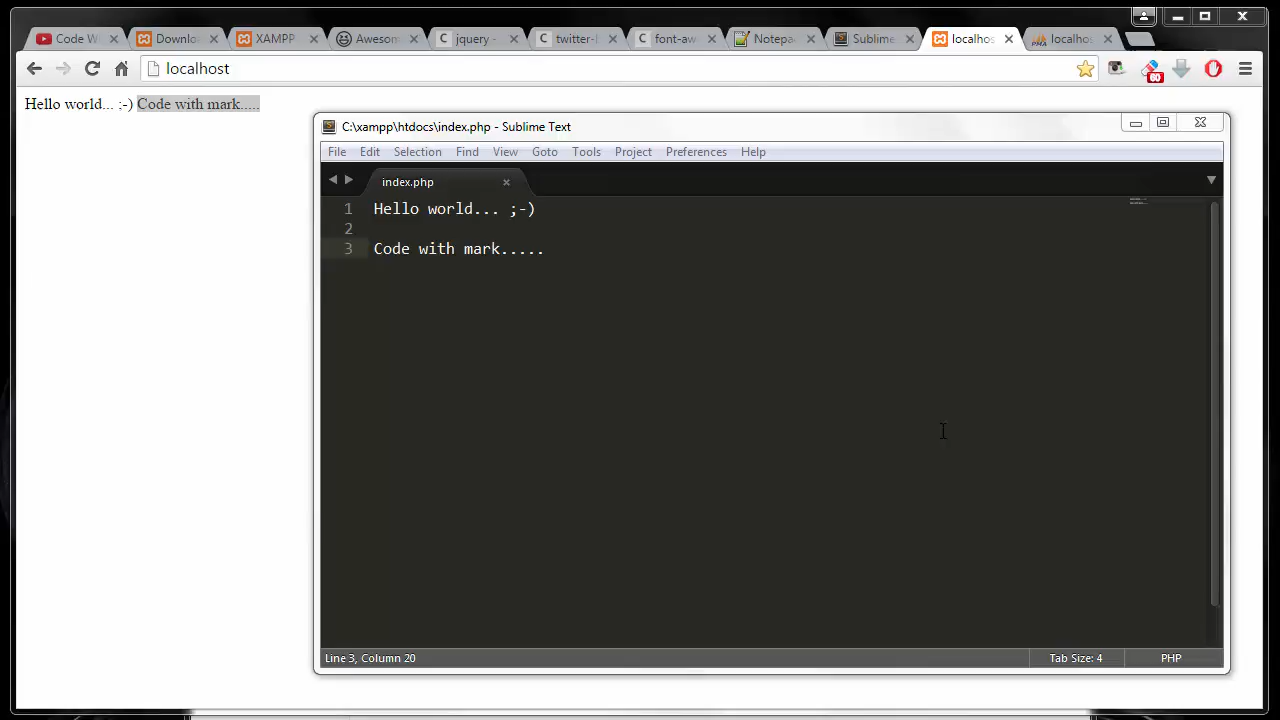 Code W
Downlo
XAMPP
Awesom
jquery -
twitter-
font-aw
Notepa
Sublime
localhos
localhos
localhost
Hello world... ;-) Code with mark.....
C:\xampp\htdocs\index.php - Sublime Text
File Edit Selection Find View Goto Tools Project Preferences Help
index.php
1 Hello world... ;-)
2
3 Code with mark.....
Line 3, Column 20 Tab Size: 4 PHP